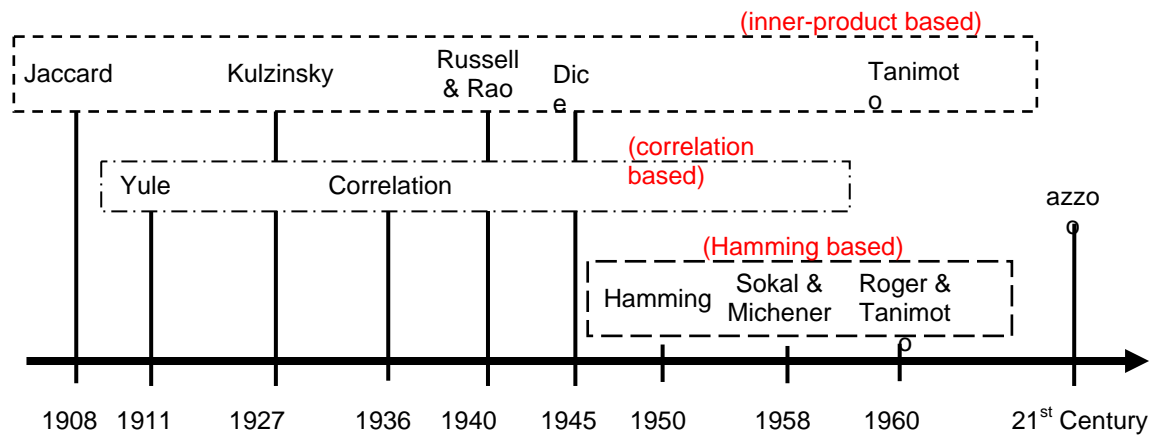 (inner-product based)
Jaccard
Kulzinsky
Russell
& Rao
Dic
e
Tanimot
o
(correlation
based)
Yule
Correlation
azzo
o
(Hamming based)
Hamming
Sokal &
Michener
Roger &
Tanimot
o
1908 1911 1927 1936 1940 1945 1950 1958 1960 21st Century